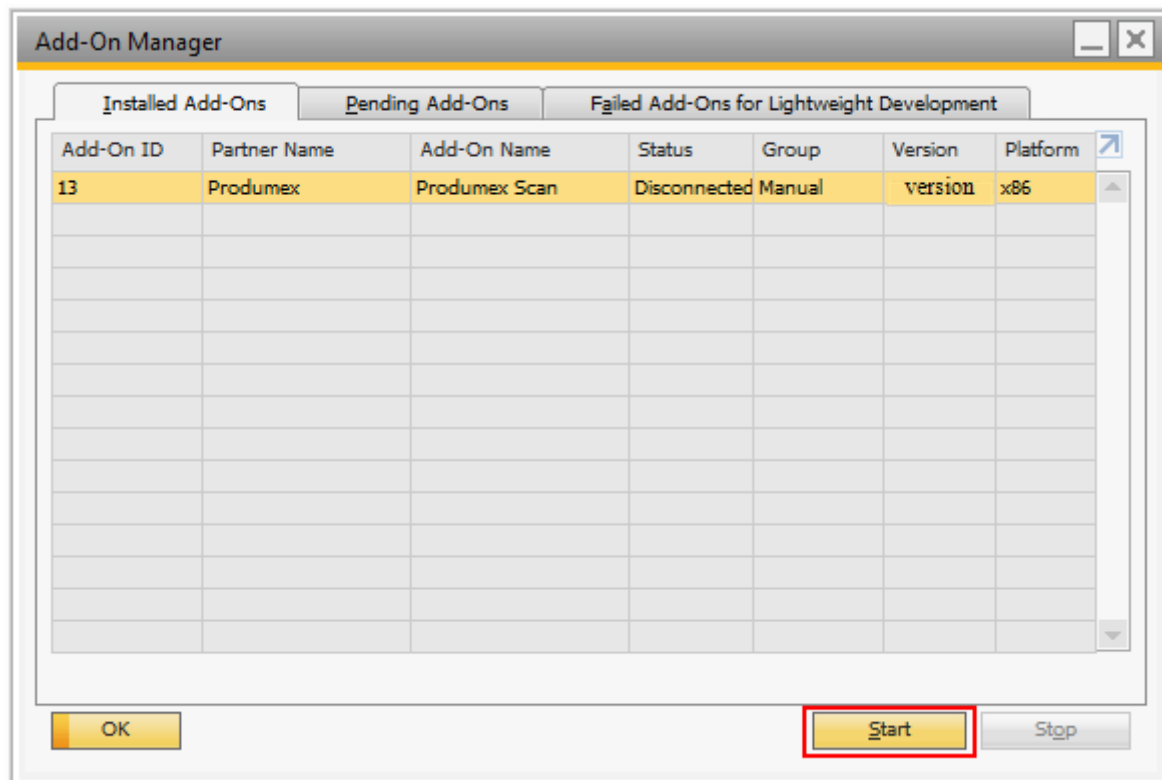 Add-On Manager
Installed Add-Ons Pending Add-Ons Failed Add-Ons for Lightweight Development
Add-On ID Partner Name Add-On Name Status Group Version Platform
13 Produmex Produmex Scan Disconnected Manual version x86
OK Start Stop